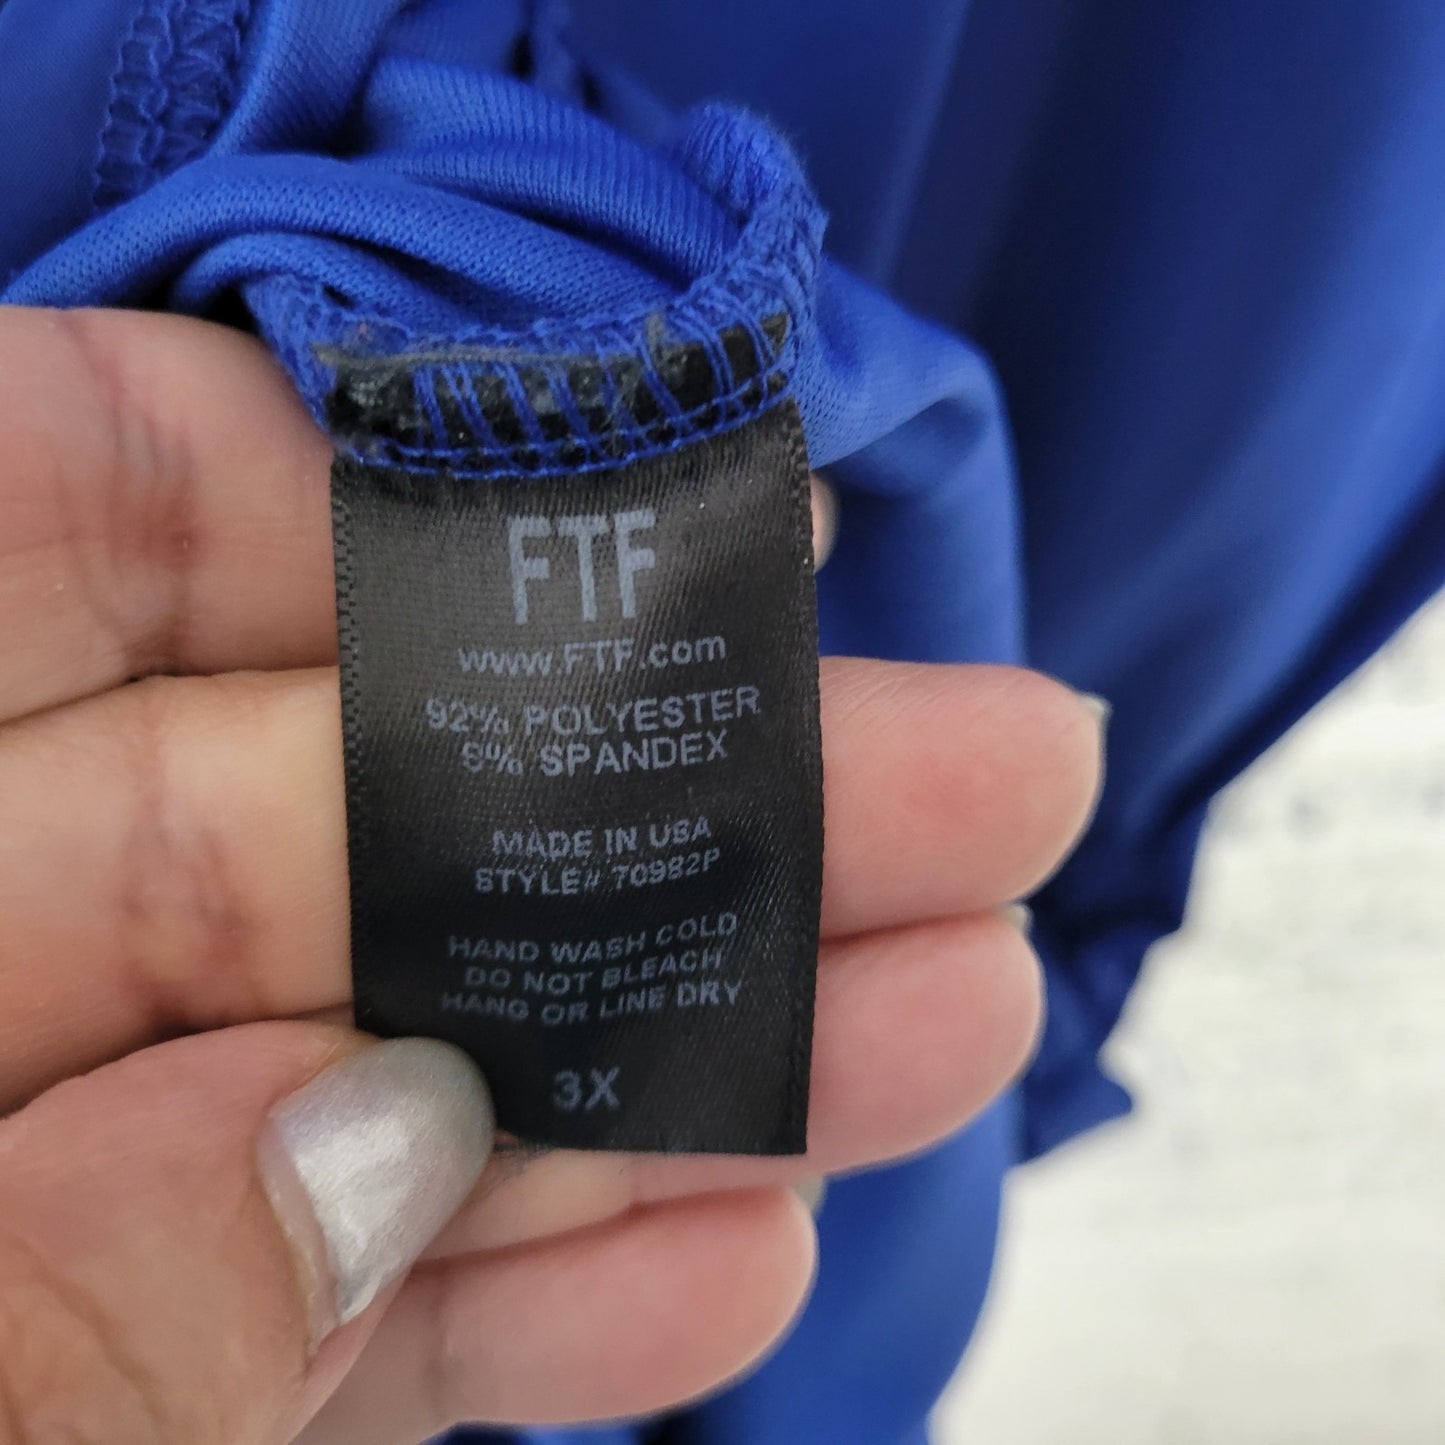 FTF
www.FTF.com
92% POLYESTER
8% SPANDEX
MADE IN USA
STYLE# 70982P
HAND WASH COLD
DO NOT BLEACH
HANG OR LINE DRY
3X